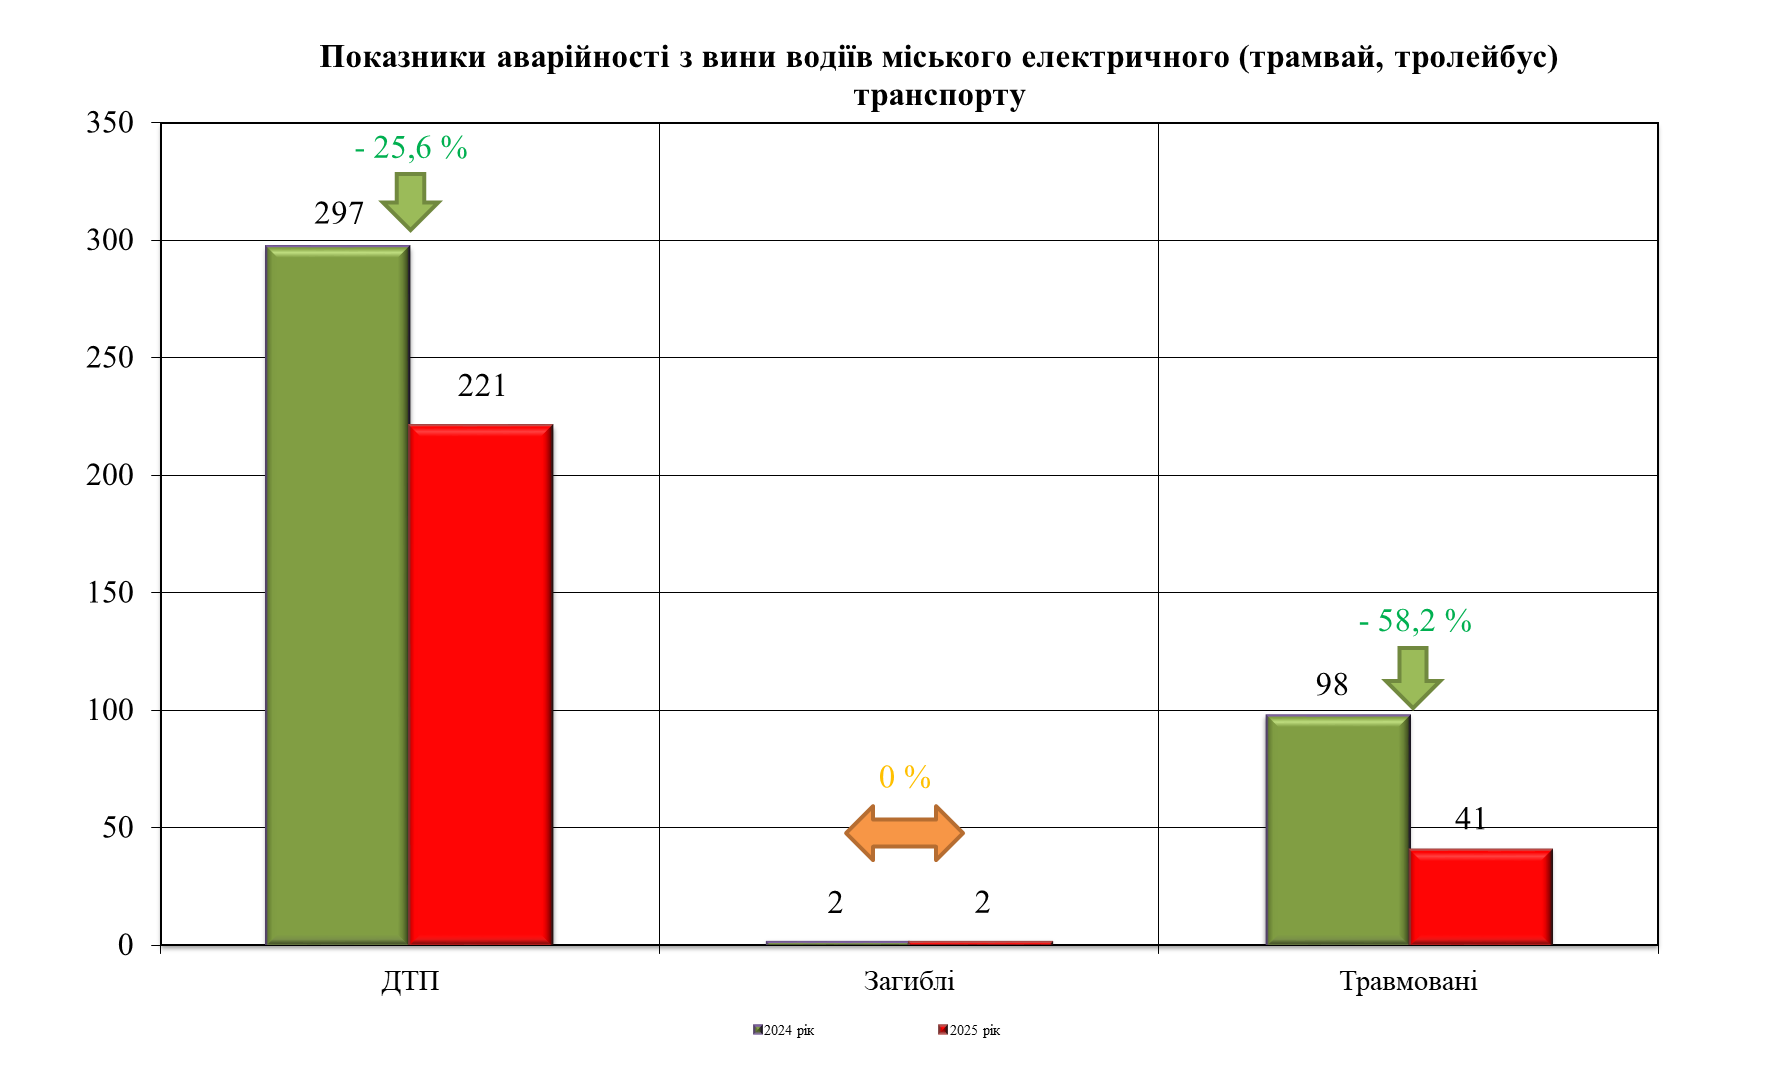 Показники аварійності з вини водіїв міського електричного (трамвай, тролейбус)
транспорту
350
300
250
200
150
100
50
0
- 25,6 %
297
221
0 %
2
2
- 58,2 %
98
41
ДТП
Загиблі
Травмовані
2024 рік
2025 рік